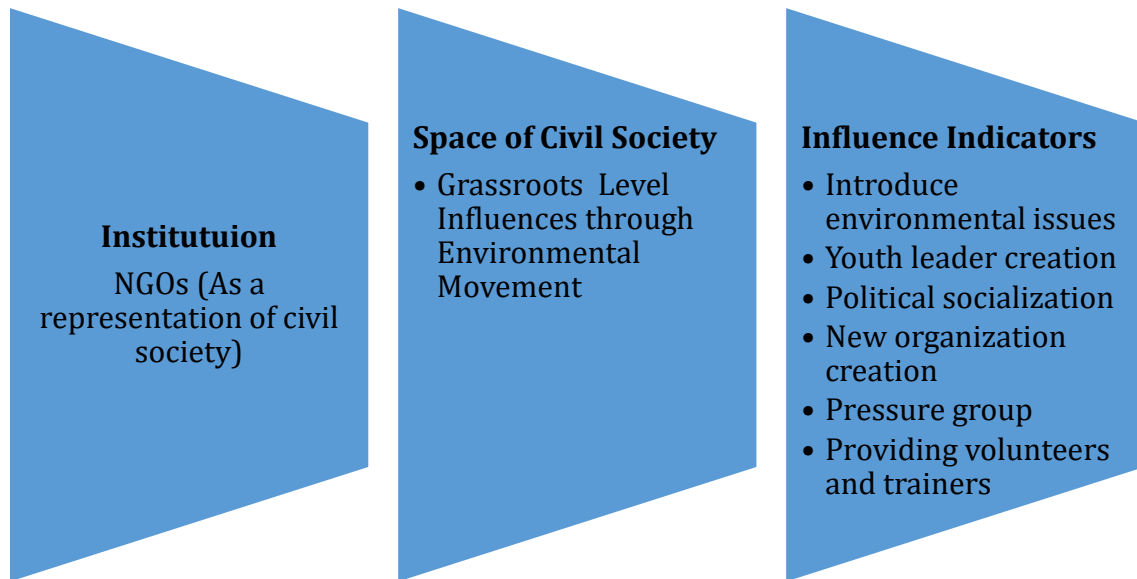 Institutuion
NGOs (As a
representation of civil
society)
Space of Civil Society
• Grassroots Level
Influences through
Environmental
Movement
Influence Indicators
• Introduce
environmental issues
• Youth leader creation
• Political socialization
• New organization
creation
• Pressure group
• Providing volunteers
and trainers